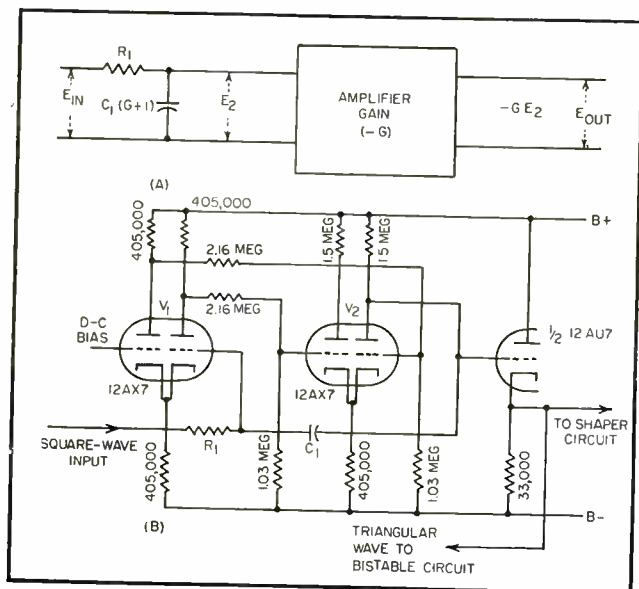 R1
EIN
C1 (G+1)
E2
AMPLIFIER
GAIN
(-G)
-G E2
EOUT
(A)
405,000
405,000
1.5 MEG
1.5 MEG
B+
2.16 MEG
2.16 MEG
V1
V2
D-C
BIAS
12AX7
12AX7
1/2 12AU7
SQUARE-WAVE
INPUT
R1
C1
TO SHAPER
CIRCUIT
405,000
1.03 MEG
405,000
1.03 MEG
33,000
B-
(B)
TRIANGULAR
WAVE TO
BISTABLE CIRCUIT